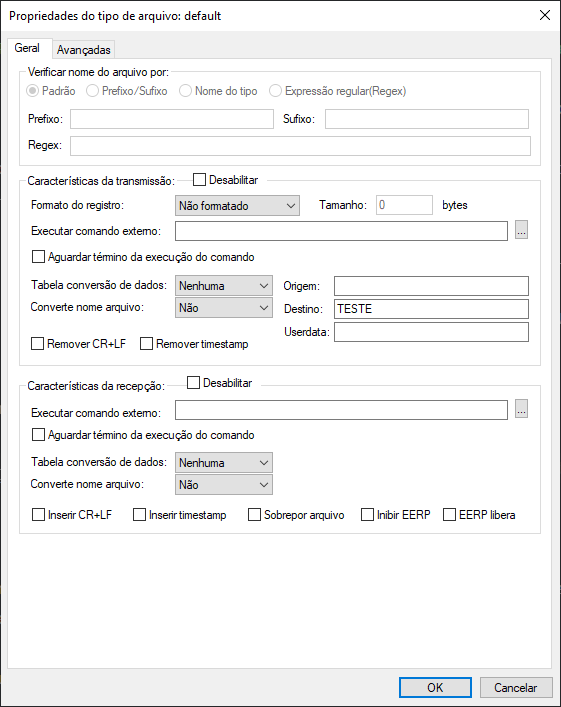 Propriedades do tipo de arquivo: default
Geral Avançadas
Verificar nome do arquivo por:
Padrão Prefixo/Sufixo Nome do tipo Expressão regular(Regex)
Prefixo: Sufixo:
Regex:
Características da transmissão: Desabilitar
Formato do registro: Não formatado Tamanho: 0 bytes
Executar comando externo: ...
Aguardar término da execução do comando
Tabela conversão de dados: Nenhuma Origem:
Converte nome arquivo: Não Destino: TESTE
Userdata:
Remover CR+LF Remover timestamp
Características da recepção: Desabilitar
Executar comando externo: ...
Aguardar término da execução do comando
Tabela conversão de dados: Nenhuma
Converte nome arquivo: Não
Inserir CR+LF Inserir timestamp Sobrepor arquivo Inibir EERP EERP libera
OK Cancelar